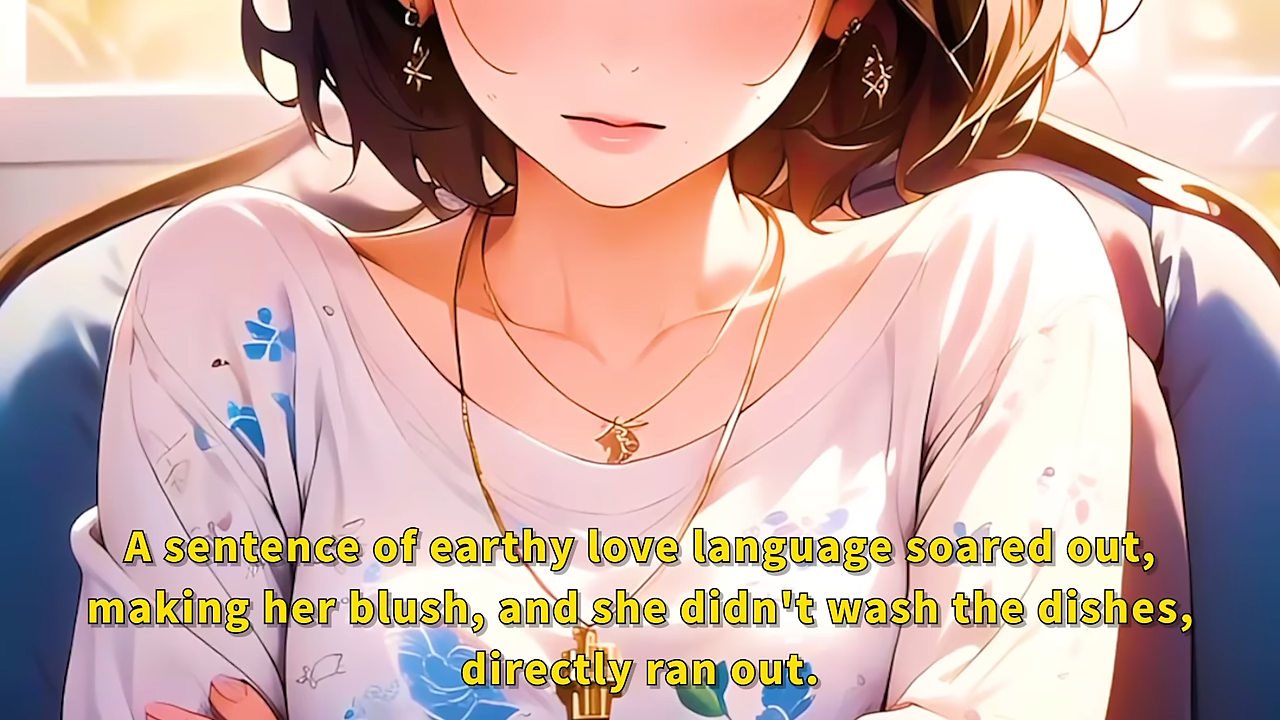 A sentence of earthy love language soared out,
making her blush, and she didn't wash the dishes,
directly ran out.